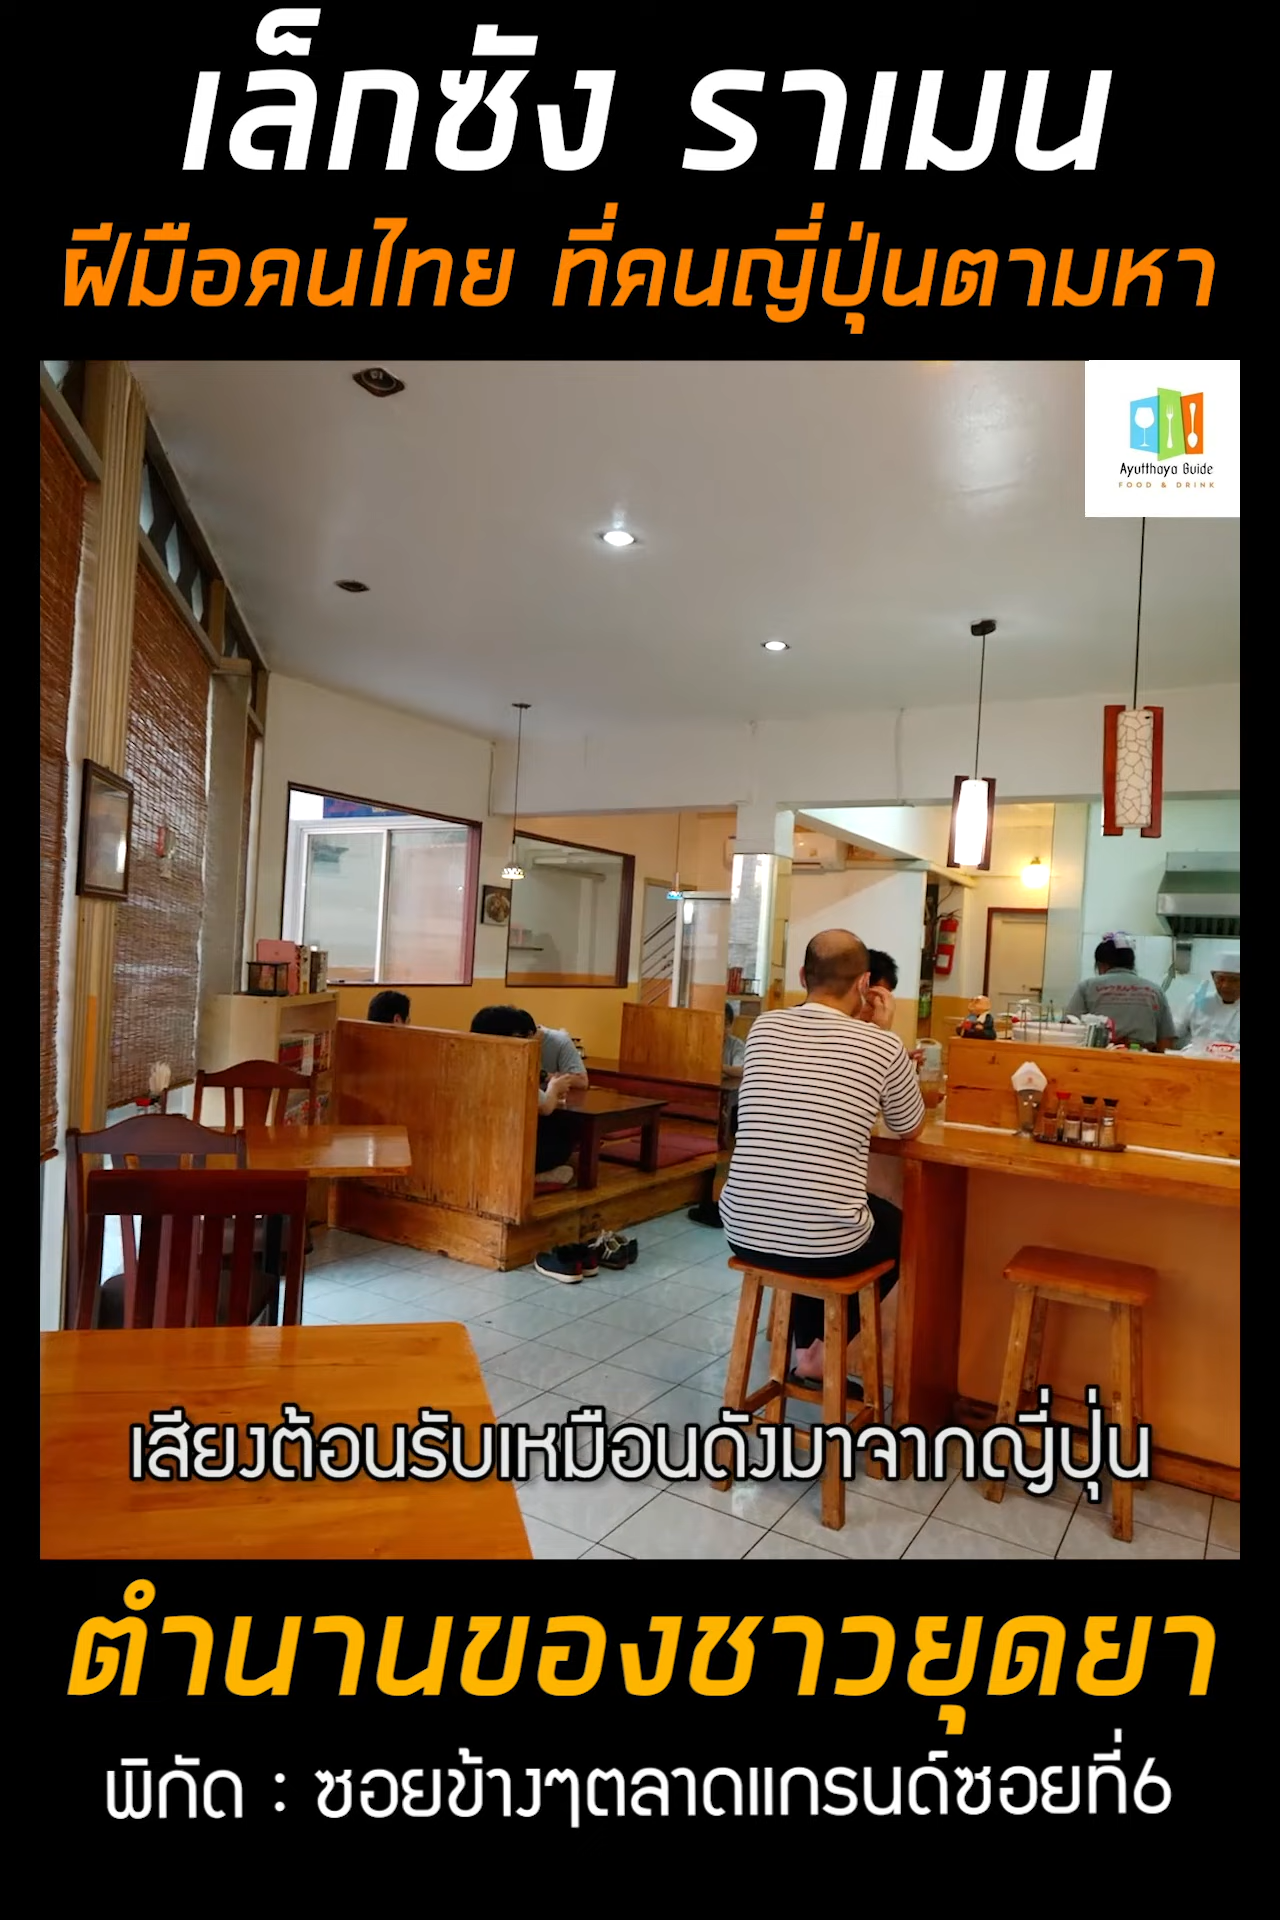 เล็กซัง ราเมน
ฝีมือคนไทย ที่คนญี่ปุ่นตามหา
Ayutthaya Guide
FOOD & DRINK
เสียงต้อนรับเหมือนดังมาจากญี่ปุ่น
ตำนานของชาวยุดยา
พิกัด : ซอยข้างๆตลาดแกรนด์ซอยที่6